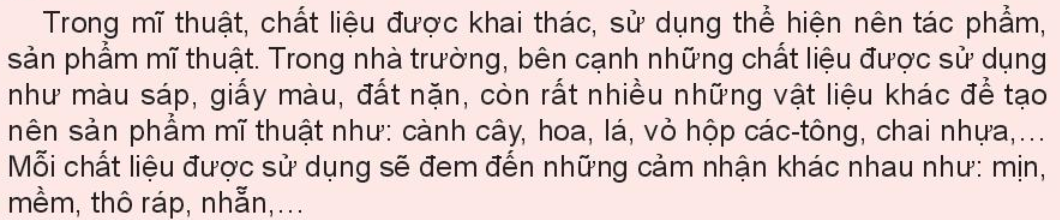 Trong mĩ thuật, chất liệu được khai thác, sử dụng thể hiện nên tác phẩm,
sản phẩm mĩ thuật. Trong nhà trường, bên cạnh những chất liệu được sử dụng
như màu sáp, giấy màu, đất nặn, còn rất nhiều những vật liệu khác để tạo
nên sản phẩm mĩ thuật như: cành cây, hoa, lá, vỏ hộp các-tông, chai nhựa,...
Mỗi chất liệu được sử dụng sẽ đem đến những cảm nhận khác nhau như: mịn,
mềm, thô ráp, nhẵn,...